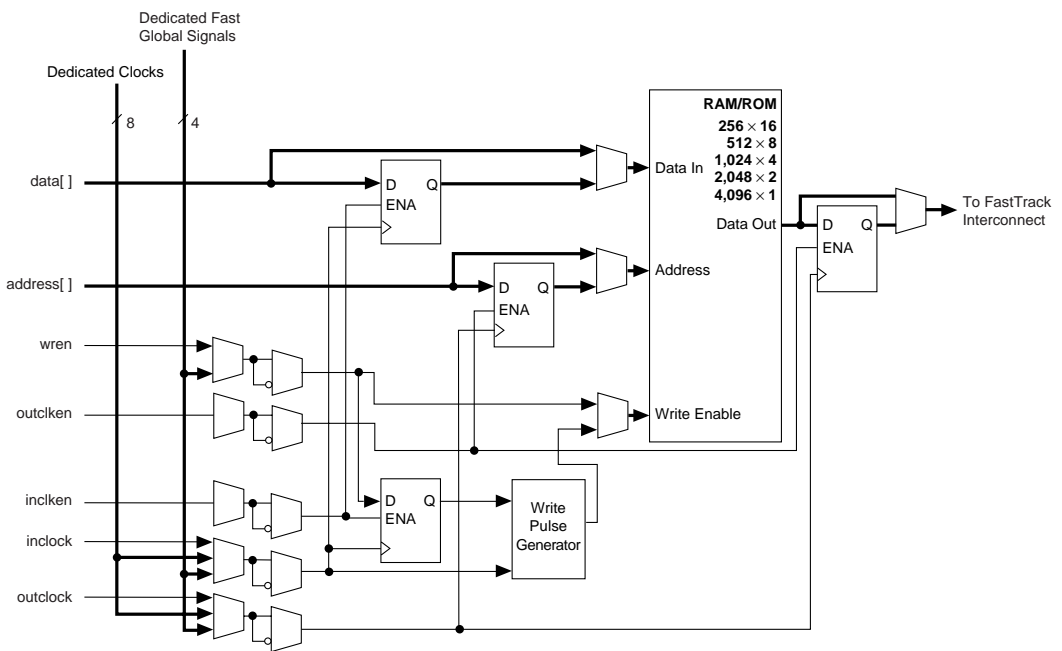 Dedicated Fast
Global Signals
Dedicated Clocks
8
4
RAM/ROM
256 × 16
512 × 8
1,024 × 4
2,048 × 2
4,096 × 1
data[ ]
D Q
ENA
Data In
Data Out
D Q
ENA
To FastTrack
Interconnect
address[ ]
D Q
ENA
Address
wren
outclken
Write Enable
inclken
D Q
ENA
Write
Pulse
Generator
inclock
outclock